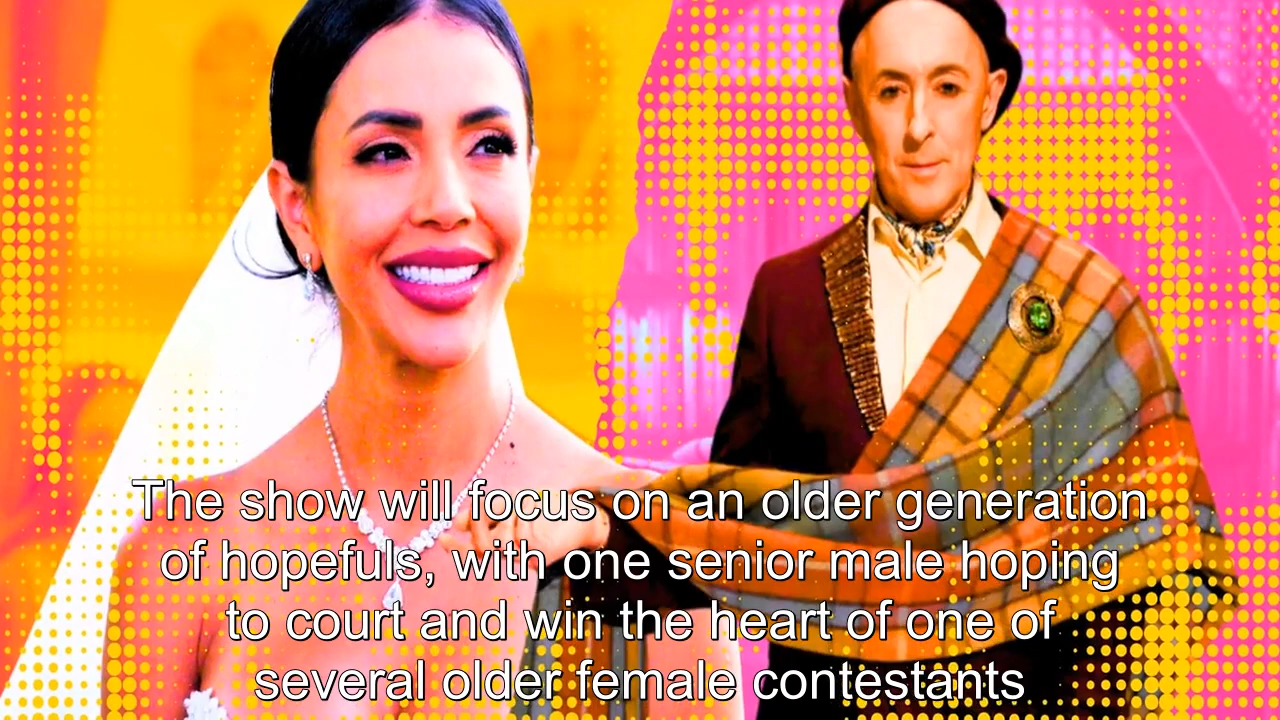 The show will focus on an older generation
of hopefuls, with one senior male hoping
to court and win the heart of one of
several older female contestants